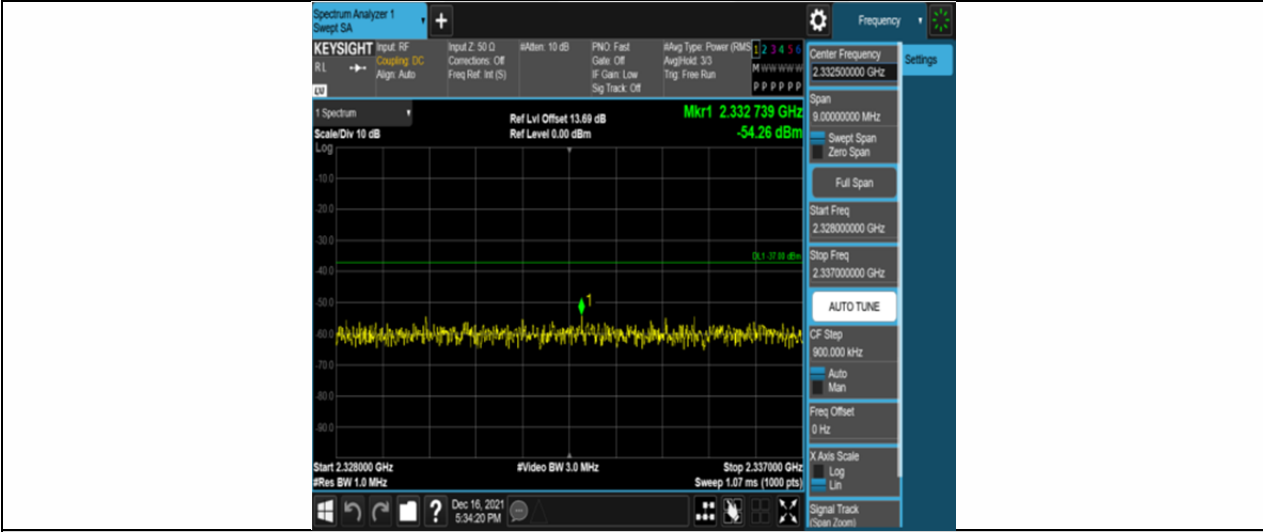 Spectrum Analyzer 1
Swept SA
+
Frequency
KEYSIGHT
RL
LV
Input: RF
Coupling: DC
Align: Auto
Input Z: 50 Ω
Corrections: Off
Freq Ref: Int (S)
#Atten: 10 dB
PNO: Fast
Gate: Off
IF Gain: Low
Sig Track: Off
#Avg Type: Power (RMS
Avg|Hold: 3/3
Trig: Free Run
1 2 3 4 5 6
M W W W W W
P P P P P P
Center Frequency
2.332500000 GHz
Settings
Span
9.00000000 MHz
Swept Span
Zero Span
Full Span
Start Freq
2.328000000 GHz
Stop Freq
2.337000000 GHz
AUTO TUNE
CF Step
900.000 kHz
Auto
Man
Freq Offset
0 Hz
X Axis Scale
Log
Lin
Signal Track
(Span Zoom)
1 Spectrum
Scale/Div 10 dB
Log
Ref Lvl Offset 13.69 dB
Ref Level 0.00 dBm
Mkr1 2.332 739 GHz
-54.26 dBm
-10.0
-20.0
-30.0
DL1 -37.00 dBm
-40.0
-50.0
1
-60.0
-70.0
-80.0
-90.0
Start 2.328000 GHz
#Res BW 1.0 MHz
#Video BW 3.0 MHz
Stop 2.337000 GHz
Sweep 1.07 ms (1000 pts)
?
Dec 16, 2021
5:34:20 PM